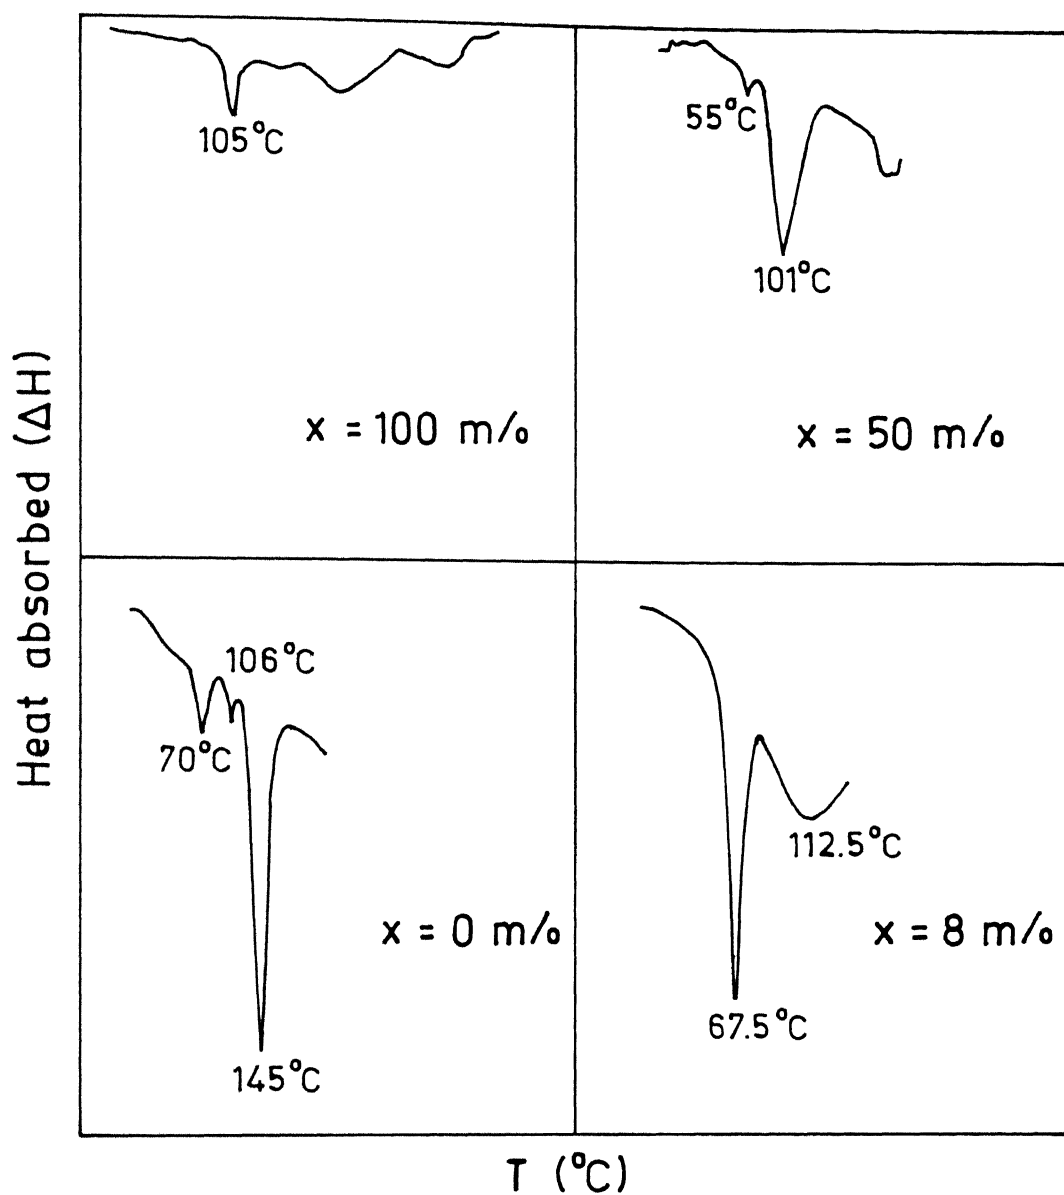 105°C
x = 100 m/o
55°C
101°C
x = 50 m/o
Heat absorbed (ΔH)
106°C
70°C
145°C
x = 0 m/o
112.5°C
67.5°C
x = 8 m/o
T (°C)